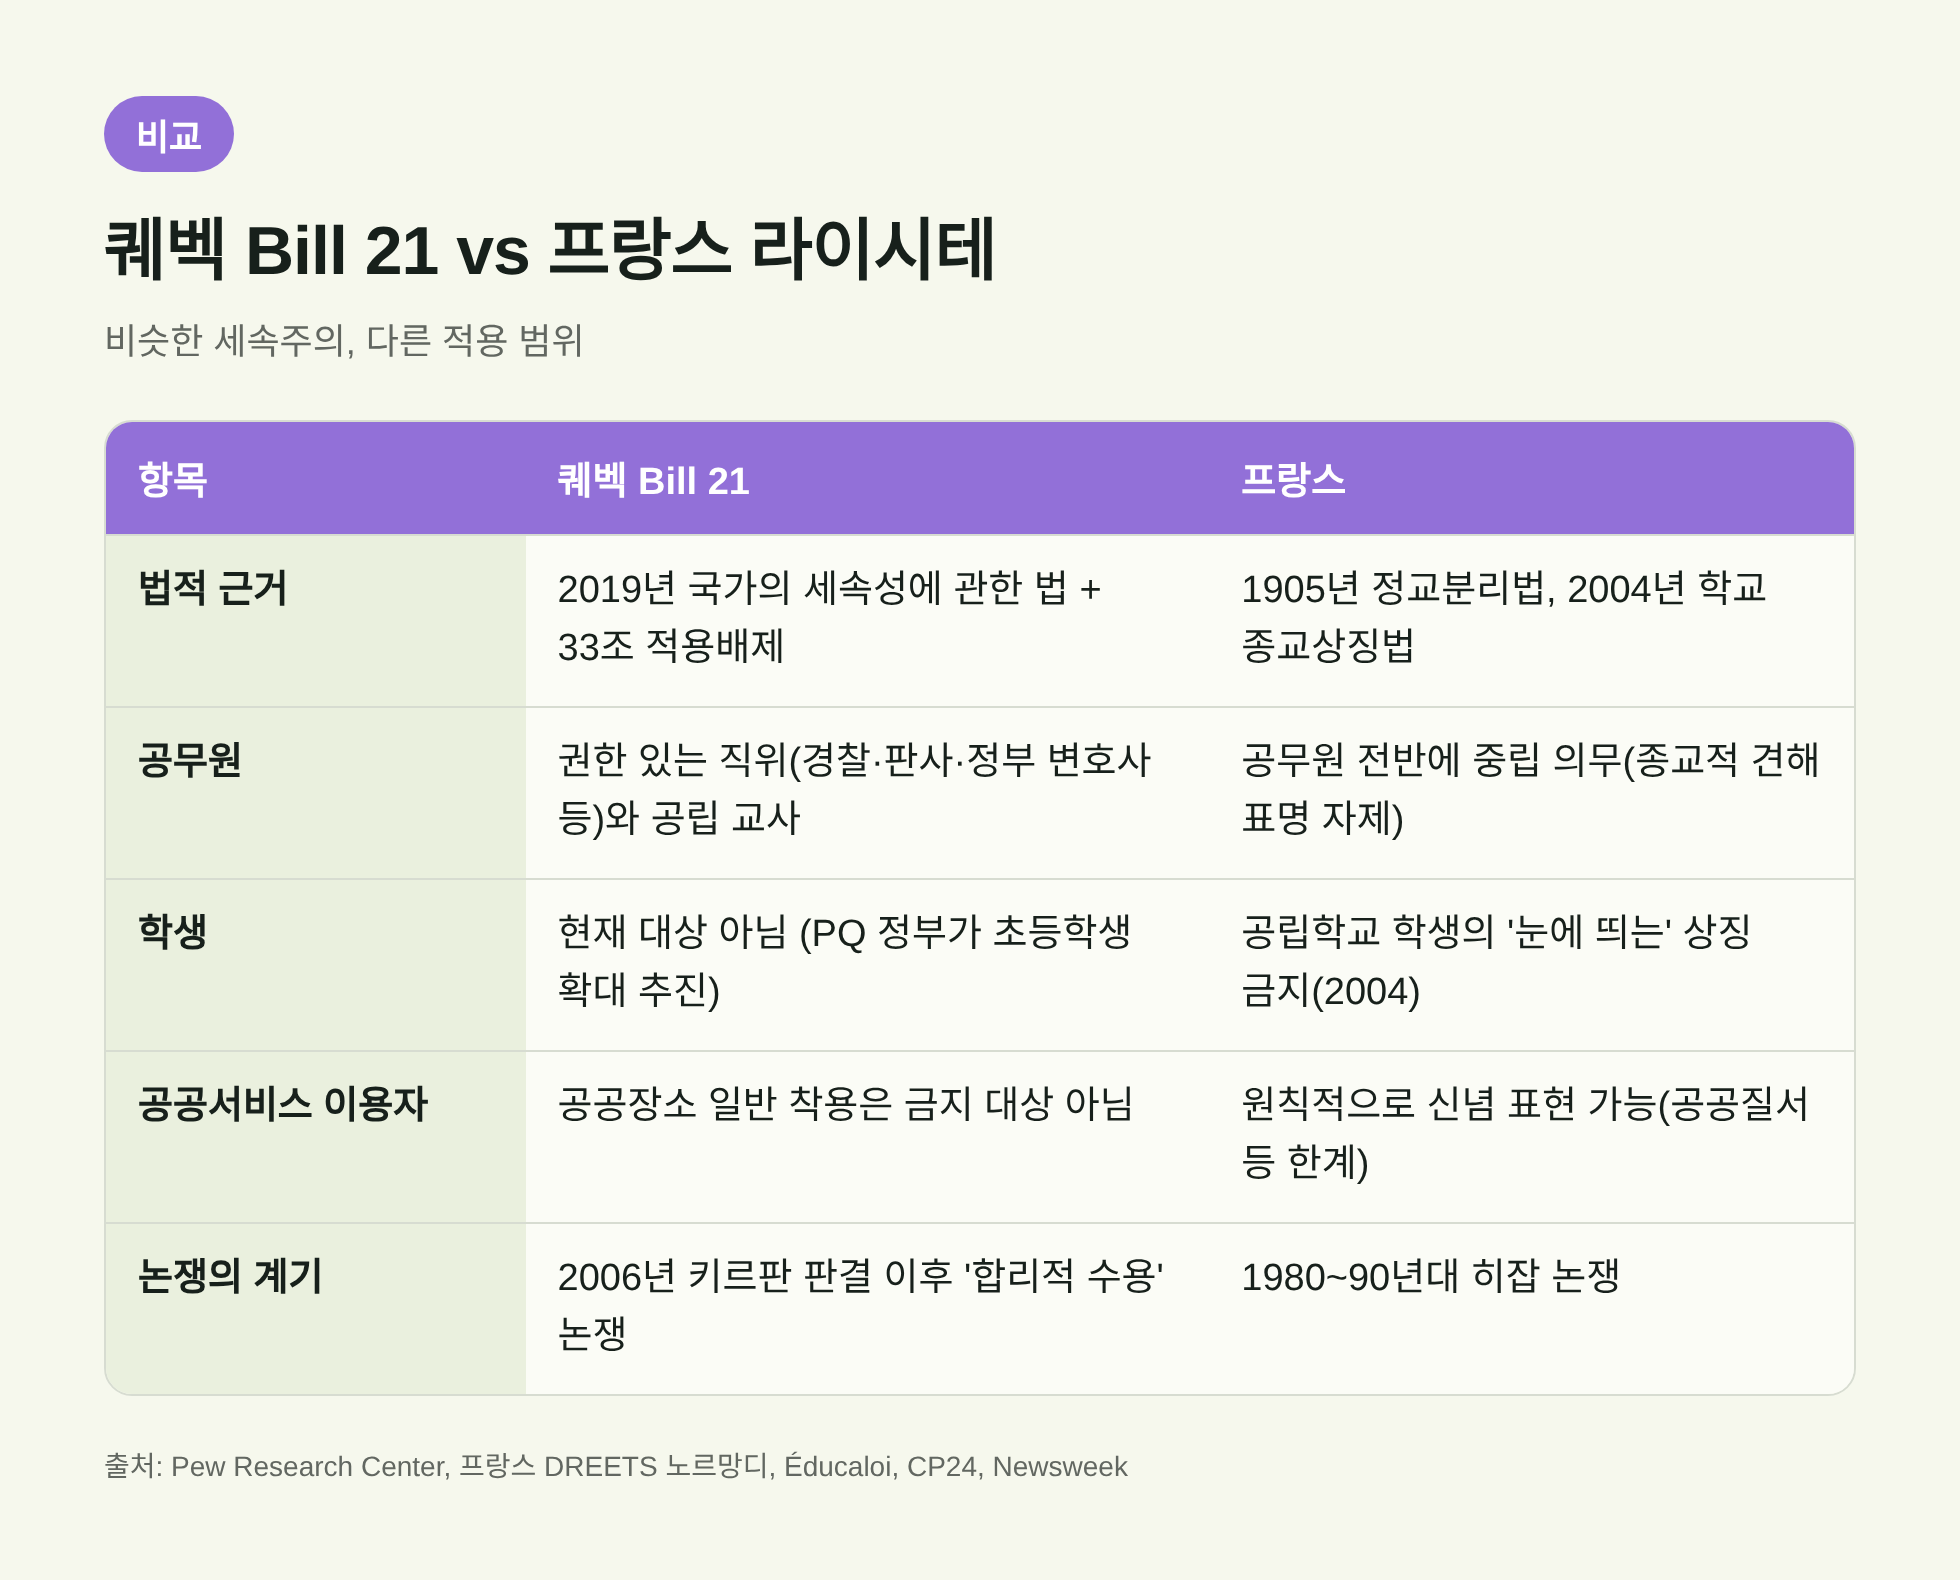 비교
퀘벡 Bill 21 vs 프랑스 라이시테
비슷한 세속주의, 다른 적용 범위
항목 퀘벡 Bill 21 프랑스
법적 근거 2019년 국가의 세속성에 관한 법 + 1905년 정교분리법, 2004년 학교
33조 적용배제 종교상징법
공무원 권한 있는 직위(경찰·판사·정부 변호사 공무원 전반에 중립 의무(종교적 견해
등)와 공립 교사 표명 자제)
학생 현재 대상 아님 (PQ 정부가 초등학생 공립학교 학생의 '눈에 띄는' 상징
확대 추진) 금지(2004)
공공서비스 이용자 공공장소 일반 착용은 금지 대상 아님 원칙적으로 신념 표현 가능(공공질서
등 한계)
논쟁의 계기 2006년 키르판 판결 이후 '합리적 수용' 1980~90년대 히잡 논쟁
논쟁
출처: Pew Research Center, 프랑스 DREETS 노르망디, Éducaloi, CP24, Newsweek